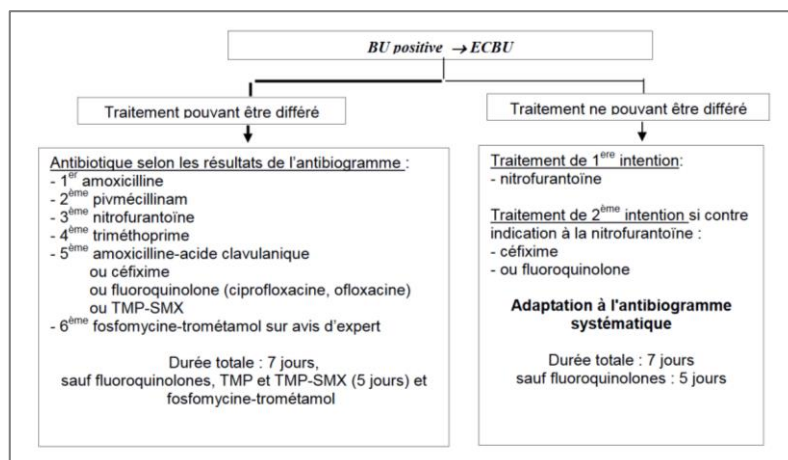 BU positive → ECBU
Traitement pouvant être différé
Antibiotique selon les résultats de l'antibiogramme :
- 1er amoxicilline
- 2ème pivmécillinam
- 3ème nitrofurantoïne
- 4ème triméthoprime
- 5ème amoxicilline-acide clavulanique
ou céfixime
ou fluoroquinolone (ciprofloxacine, ofloxacine)
ou TMP-SMX
- 6ème fosfomycine-trométamol sur avis d'expert
Durée totale : 7 jours,
sauf fluoroquinolones, TMP et TMP-SMX (5 jours) et
fosfomycine-trométamol
Traitement ne pouvant être différé
Traitement de 1ere intention:
- nitrofurantoïne
Traitement de 2ème intention si contre
indication à la nitrofurantoïne :
- céfixime
- ou fluoroquinolone
Adaptation à l'antibiogramme
systématique
Durée totale : 7 jours
sauf fluoroquinolones : 5 jours